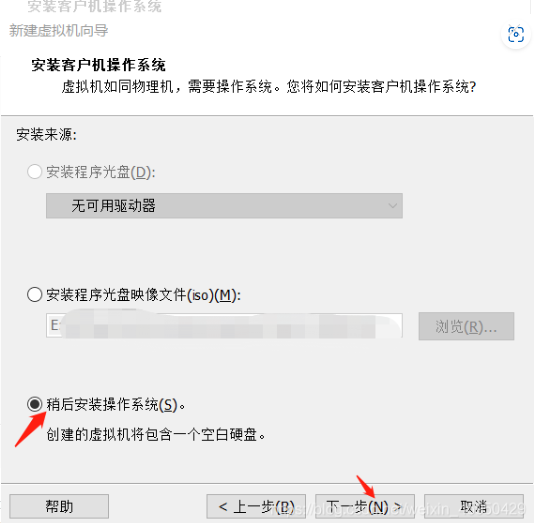 安装客户机操作系统
新建虚拟机向导
安装客户机操作系统
虚拟机如同物理机，需要操作系统。您将如何安装客户机操作系统?
安装来源:
安装程序光盘(D):
无可用驱动器
安装程序光盘映像文件(iso)(M):
E:
浏览(R)...
稍后安装操作系统(S)。
创建的虚拟机将包含一个空白硬盘。
帮助
< 上一步(B)
下一步(N) >
取消